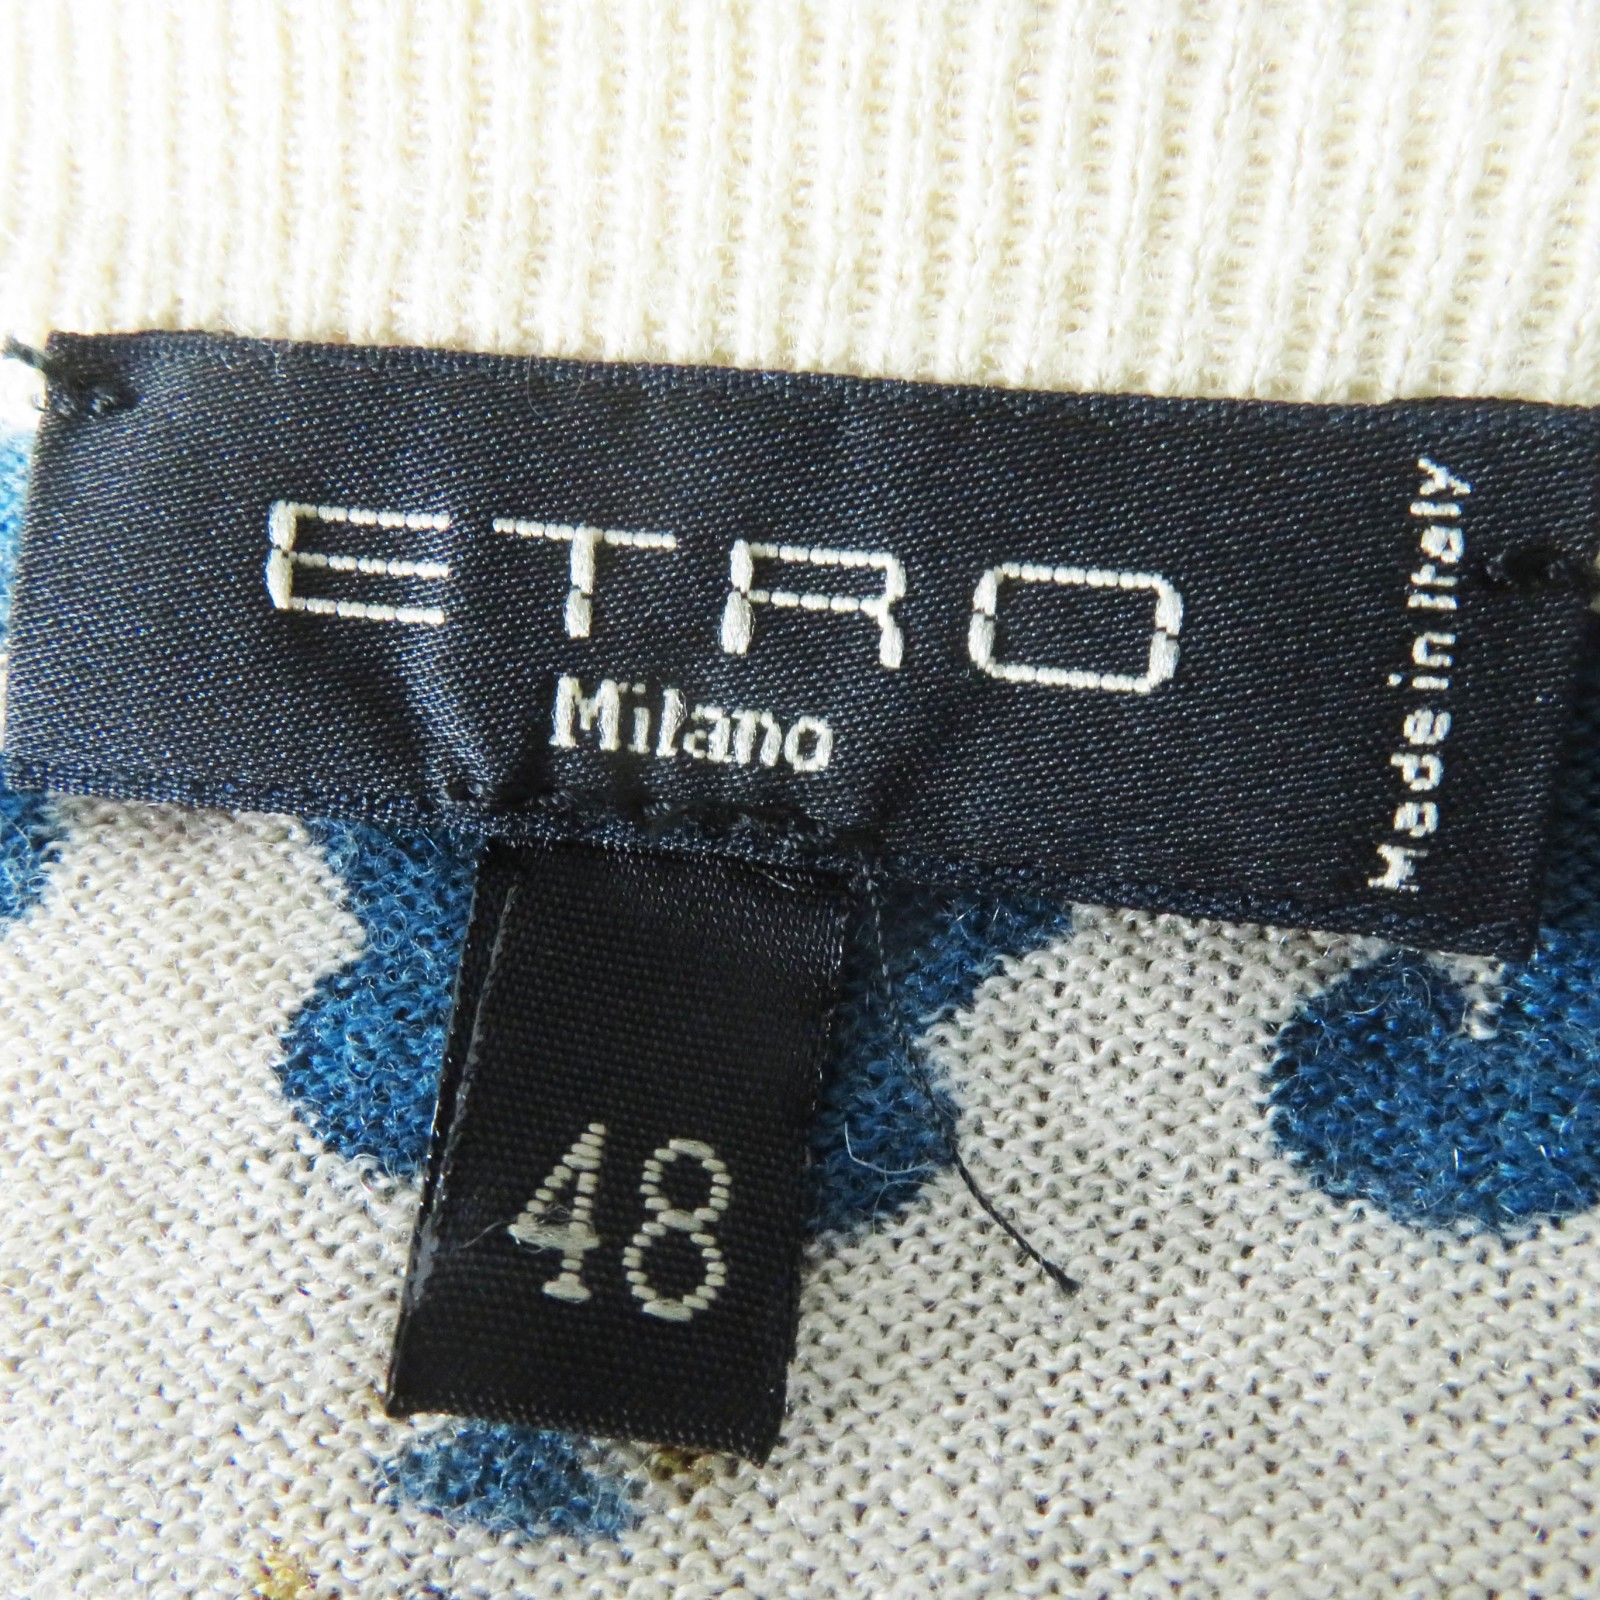 ETRO
Milano
Made in Italy
48